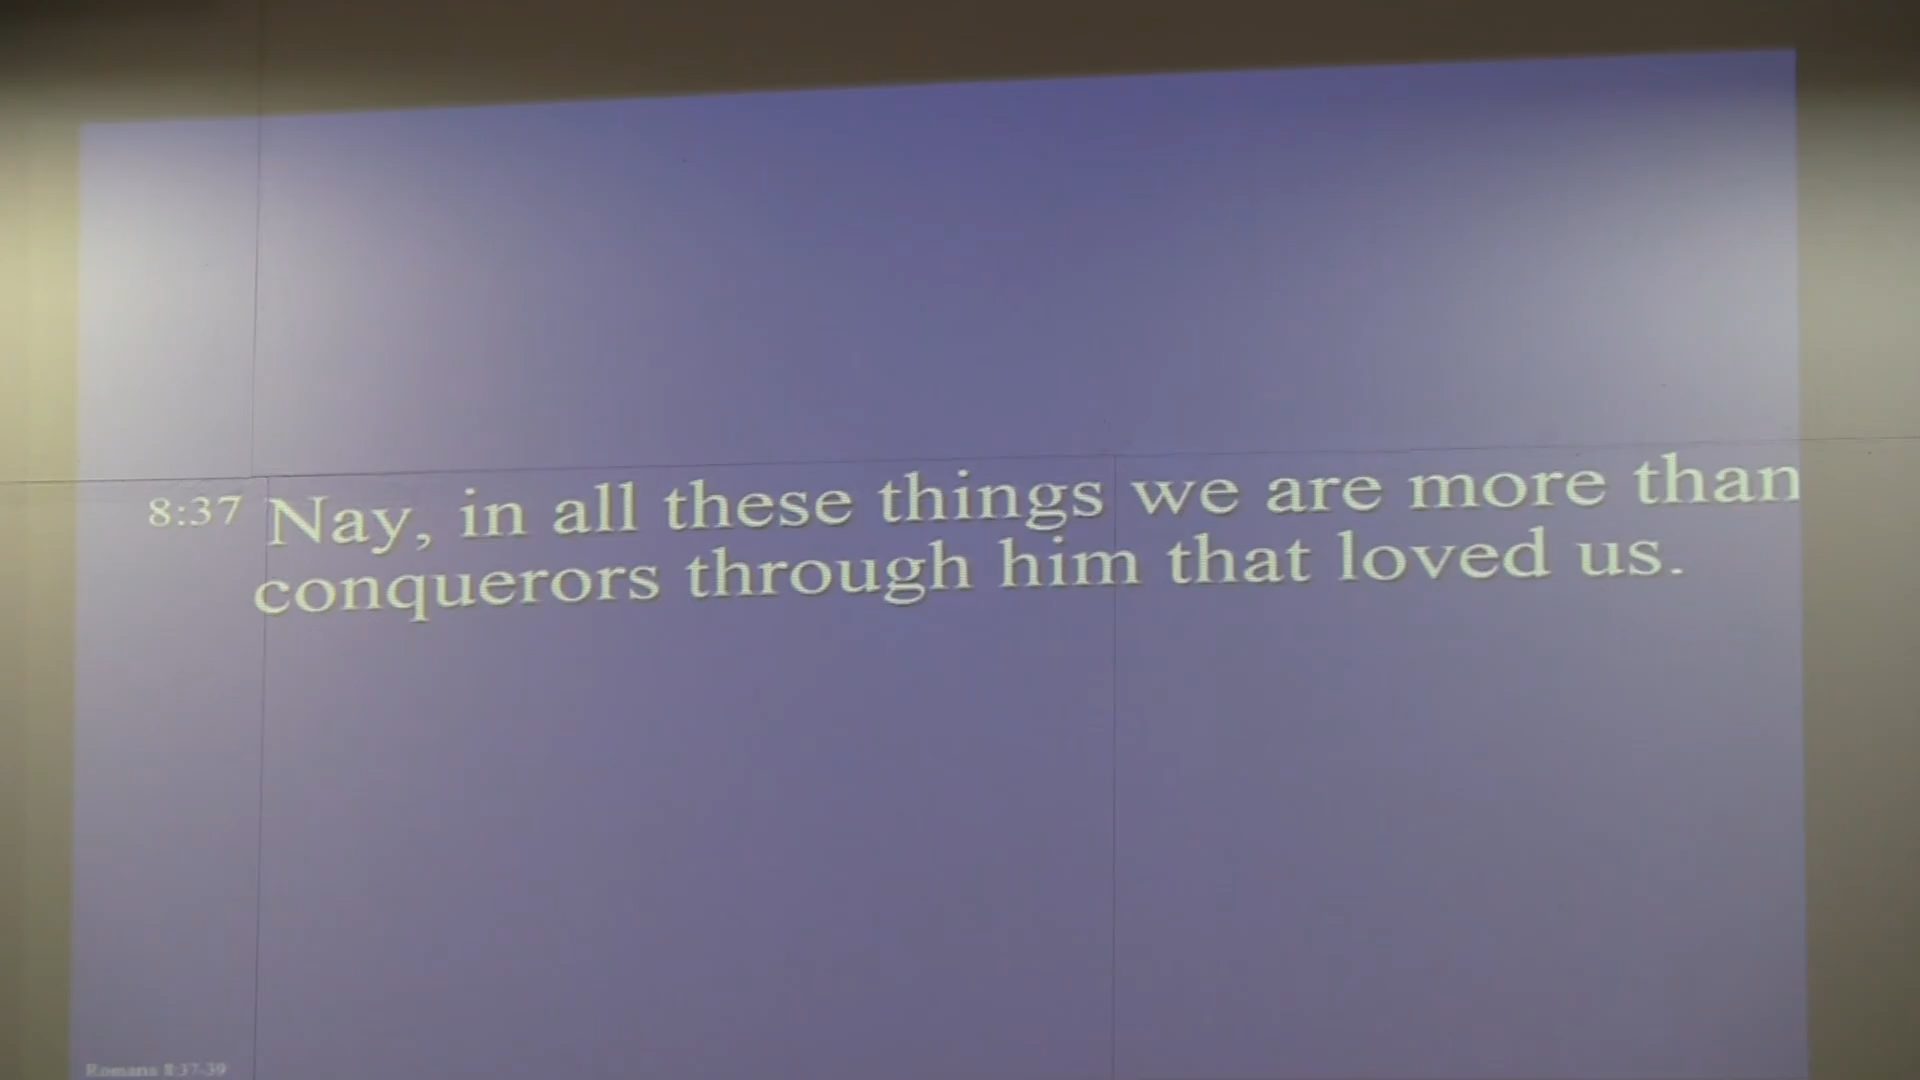 8:37 Nay, in all these things we are more than
conquerors through him that loved us.
Romans 8:37-39